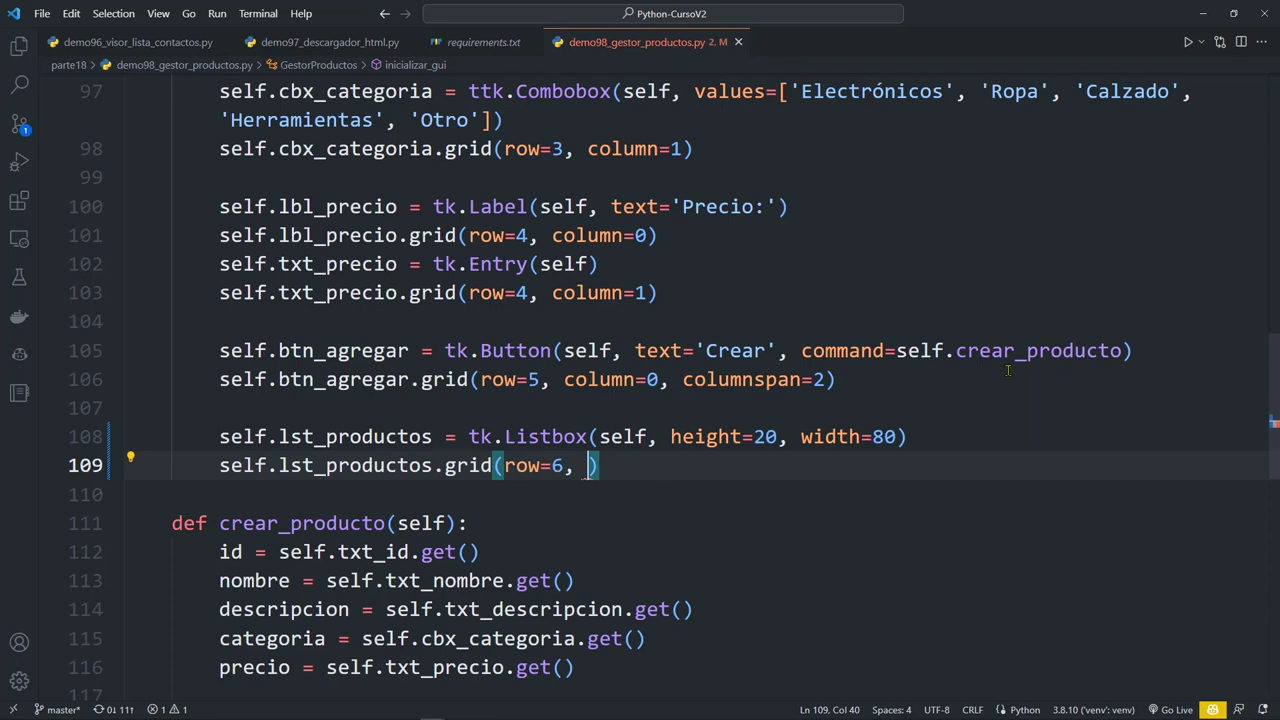 File Edit Selection View Go Run Terminal Help Python-CursoV2
demo96_visor_lista_contactos.py demo97_descargador_html.py requirements.txt demo98_gestor_productos.py 2, M
parte18 > demo98_gestor_productos.py > GestorProductos > inicializar_gui
97 self.cbx_categoria = ttk.Combobox(self, values=['Electrónicos', 'Ropa', 'Calzado',
'Herramientas', 'Otro'])
98 self.cbx_categoria.grid(row=3, column=1)
99
100 self.lbl_precio = tk.Label(self, text='Precio:')
101 self.lbl_precio.grid(row=4, column=0)
102 self.txt_precio = tk.Entry(self)
103 self.txt_precio.grid(row=4, column=1)
104
105 self.btn_agregar = tk.Button(self, text='Crear', command=self.crear_producto)
106 self.btn_agregar.grid(row=5, column=0, columnspan=2)
107
108 self.lst_productos = tk.Listbox(self, height=20, width=80)
109 self.lst_productos.grid(row=6, )
110
111 def crear_producto(self):
112 id = self.txt_id.get()
113 nombre = self.txt_nombre.get()
114 descripcion = self.txt_descripcion.get()
115 categoria = self.cbx_categoria.get()
116 precio = self.txt_precio.get()
117
master* 0↓ 11↑ 1 1 Ln 109, Col 40 Spaces: 4 UTF-8 CRLF Python 3.8.10 ('venv': venv) Go Live